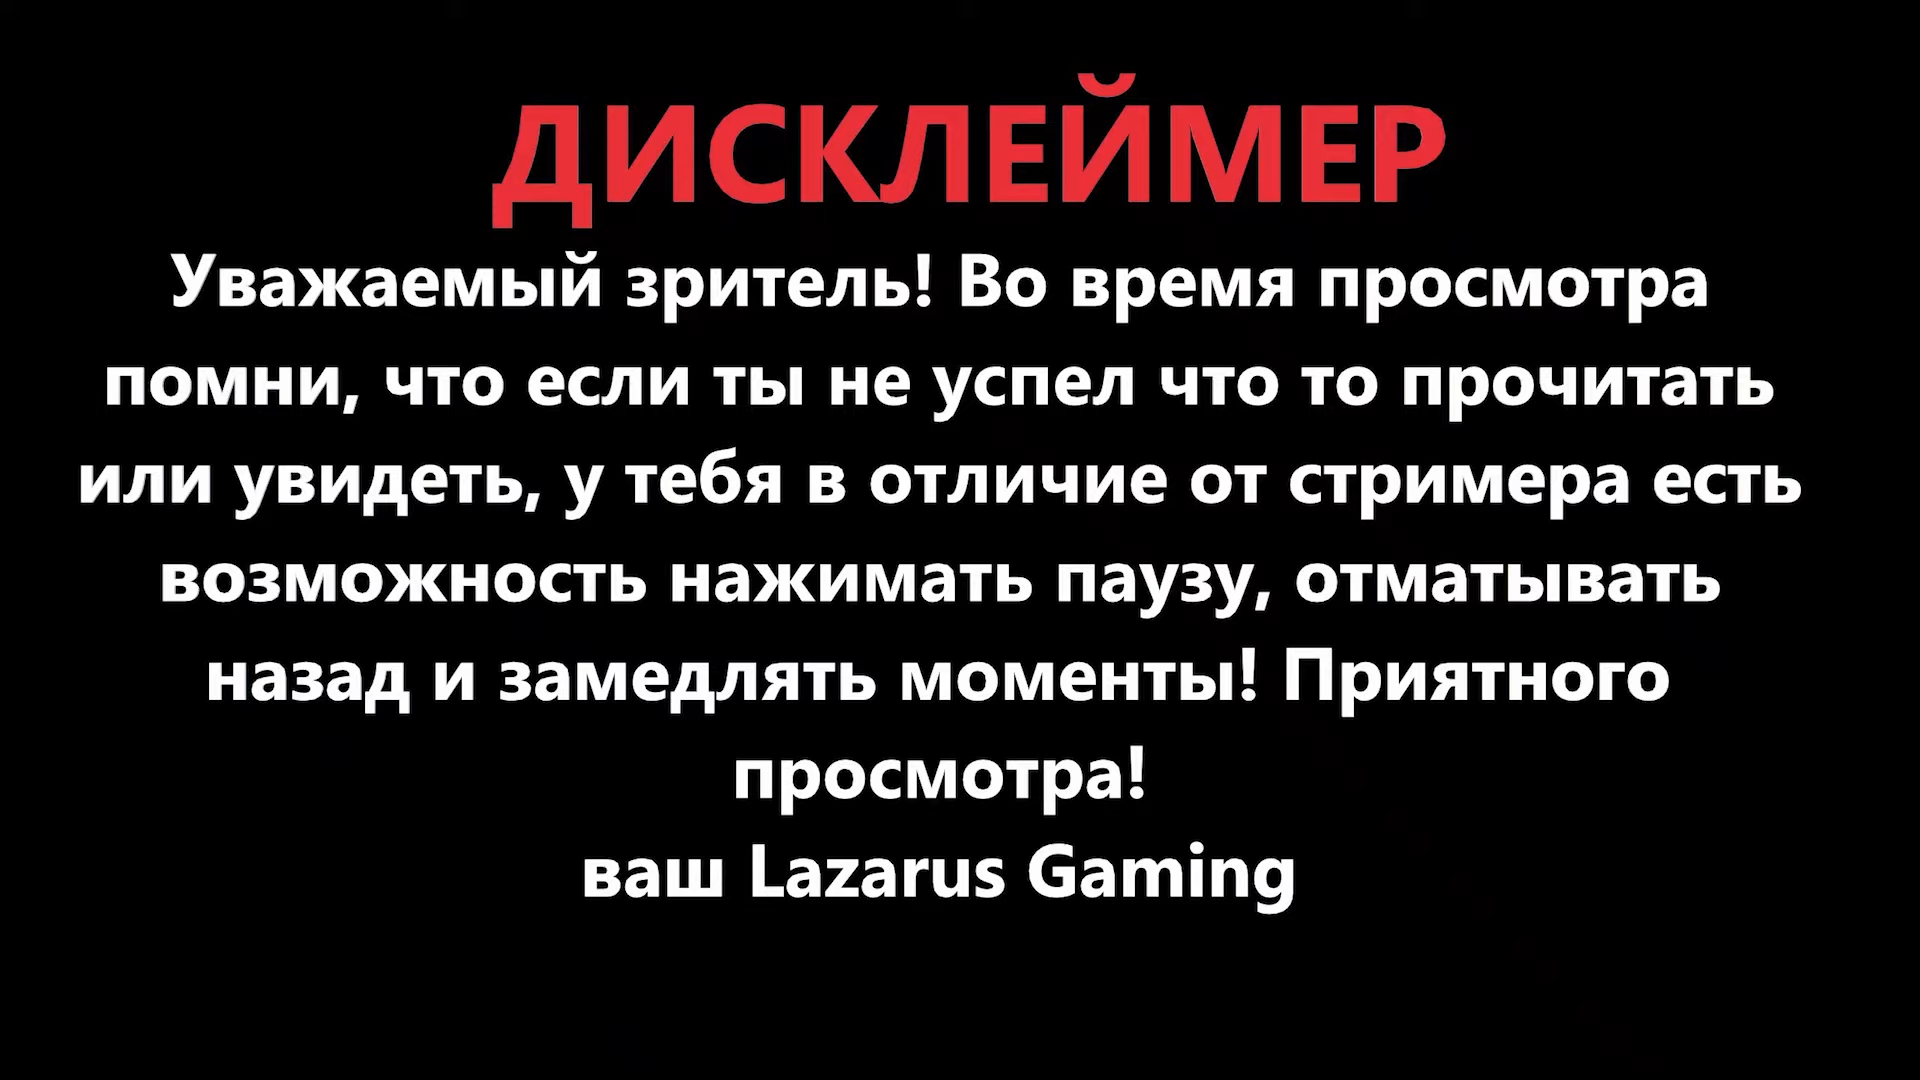 ДИСКЛЕЙМЕР
Уважаемый зритель! Во время просмотра
помни, что если ты не успел что то прочитать
или увидеть, у тебя в отличие от стримера есть
возможность нажимать паузу, отматывать
назад и замедлять моменты! Приятного
просмотра!
ваш Lazarus Gaming